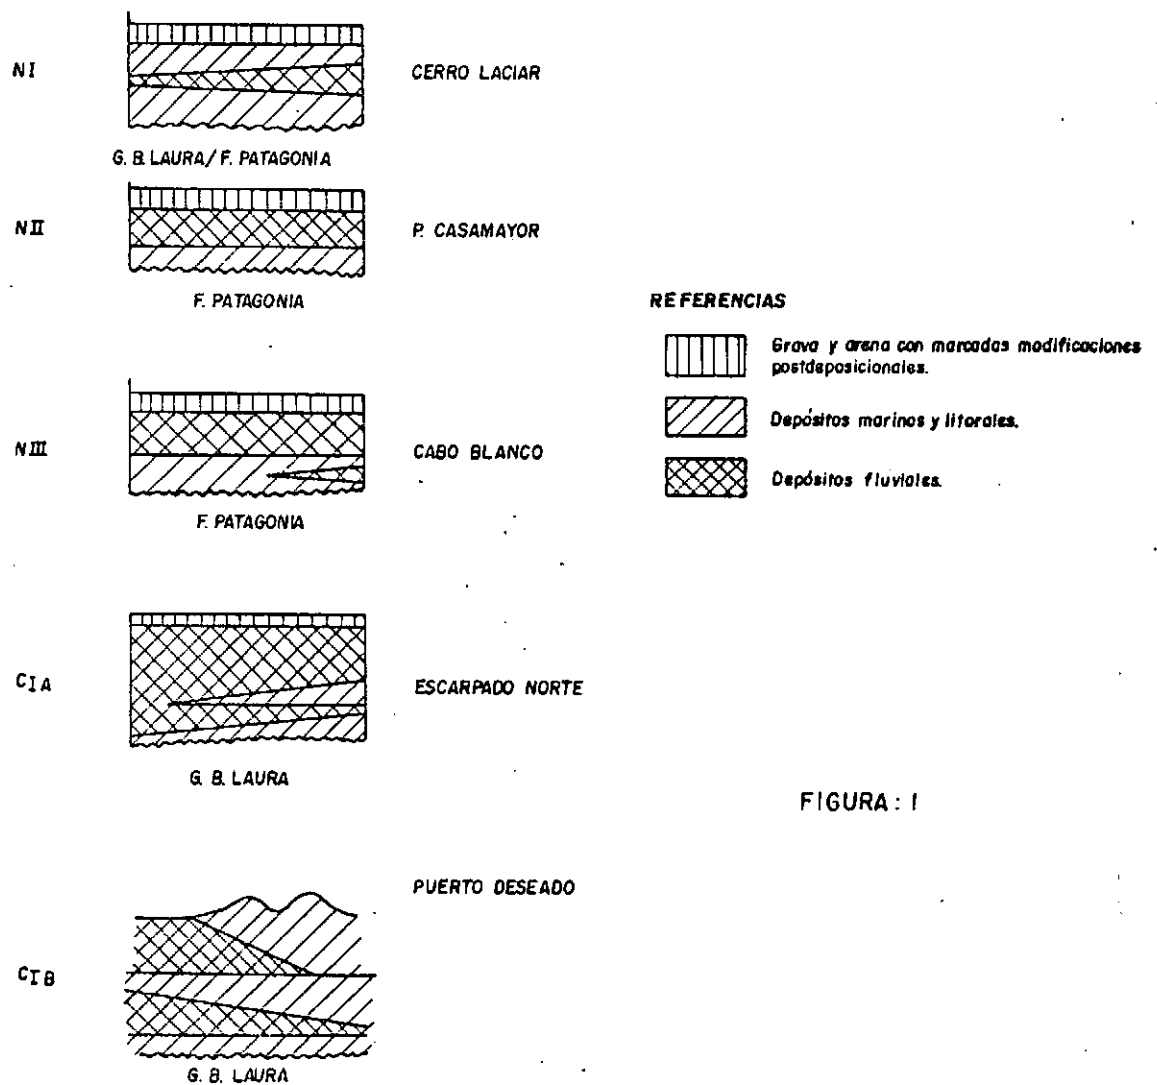 NI
CERRO LACIAR
G. B. LAURA/ F. PATAGONIA
NII
P. CASAMAYOR
F. PATAGONIA
REFERENCIAS
Grava y arena con marcadas modificaciones
postdeposicionales.
Depósitos marinos y litorales.
Depósitos fluviales.
NIII
CABO BLANCO
F. PATAGONIA
CIA
ESCARPADO NORTE
G. B. LAURA
FIGURA: I
PUERTO DESEADO
CIB
G. B. LAURA